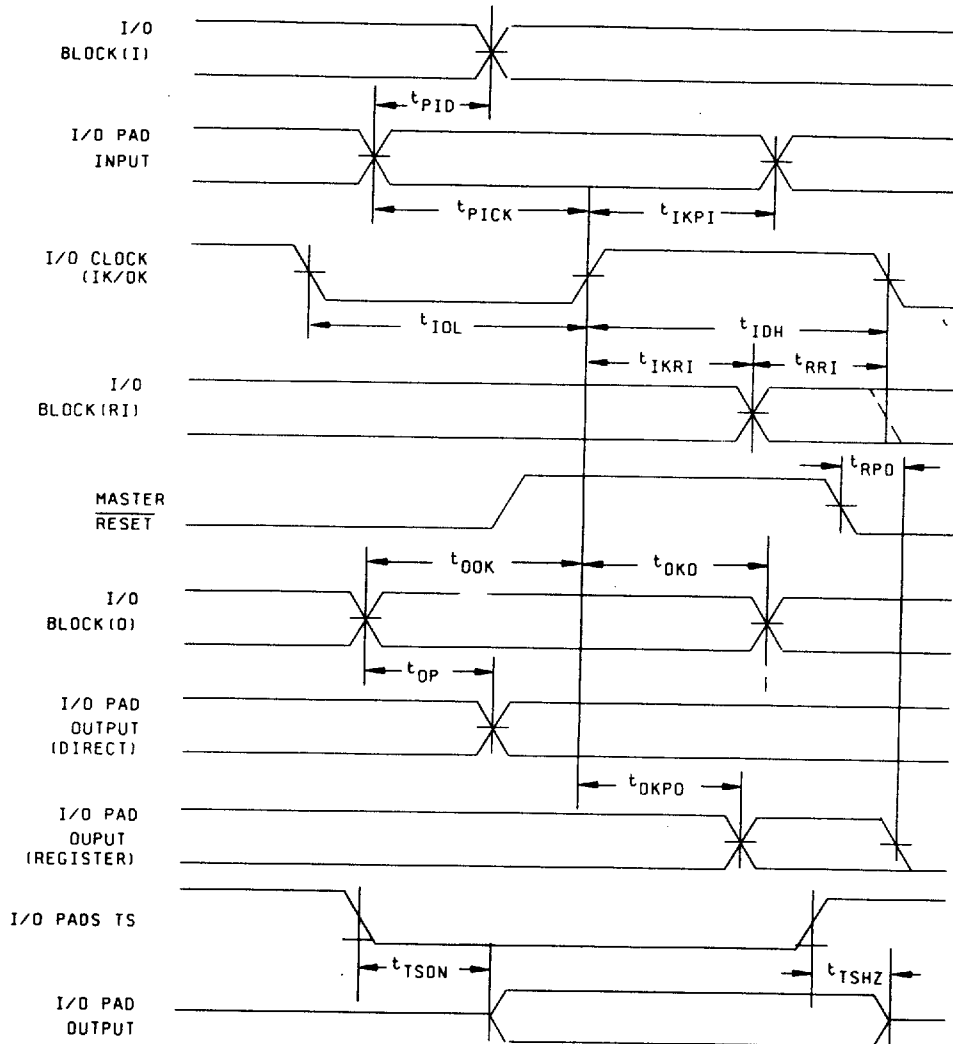 I/O
BLOCK(I)
tPID
I/O PAD
INPUT
tPICK
tIKPI
I/O CLOCK
(IK/OK
tIOL
tIOH
tIKRI
tRRI
I/O
BLOCK(RI)
tRPO
MASTER
RESET
tOOK
tOKO
I/O
BLOCK(O)
tOP
I/O PAD
OUTPUT
(DIRECT)
tOKPO
I/O PAD
OUPUT
(REGISTER)
I/O PADS TS
tTSON
tTSHZ
I/O PAD
OUTPUT